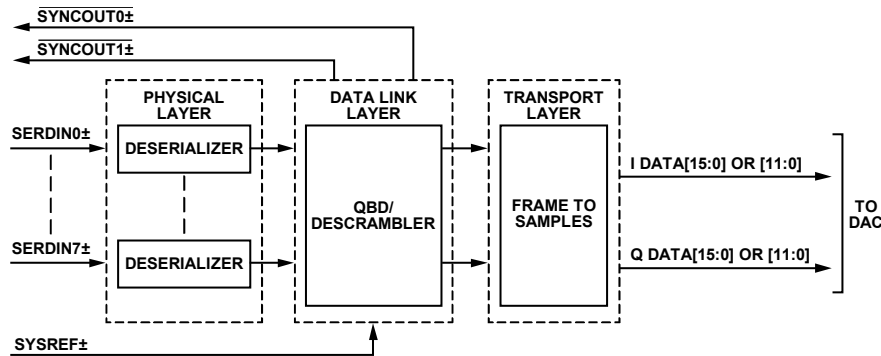 SYNCOUT0±
SYNCOUT1±
PHYSICAL
LAYER
DATA LINK
LAYER
TRANSPORT
LAYER
SERDIN0±
DESERIALIZER
QBD/
DESCRAMBLER
FRAME TO
SAMPLES
I DATA[15:0] OR [11:0]
TO
DAC
SERDIN7±
DESERIALIZER
Q DATA[15:0] OR [11:0]
SYSREF±